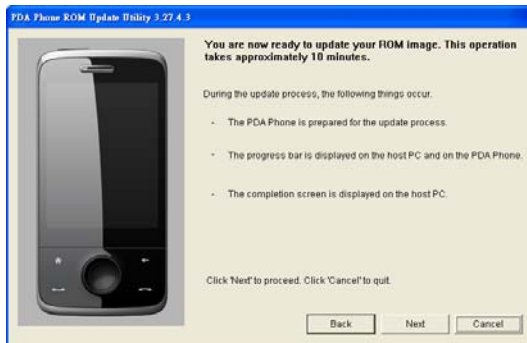 PDA Phone ROM Update Utility 3.27.4.3
You are now ready to update your ROM image. This operation
takes approximately 10 minutes.
During the update process, the following things occur.
- The PDA Phone is prepared for the update process.
- The progress bar is displayed on the host PC and on the PDA Phone.
- The completion screen is displayed on the host PC.
Click 'Next' to proceed. Click 'Cancel' to quit.
Back Next Cancel